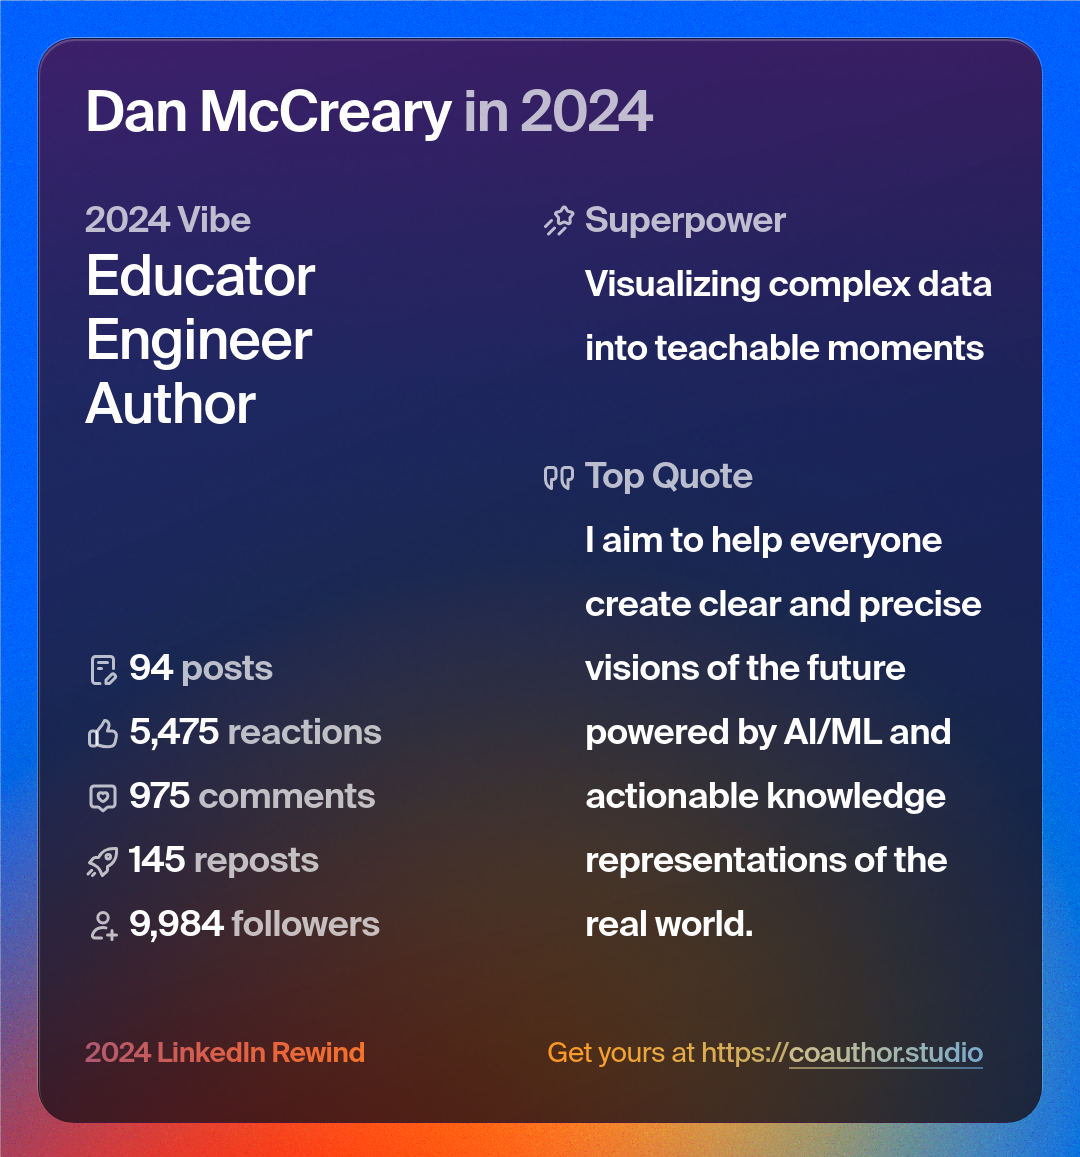 Dan McCreary in 2024
2024 Vibe
Educator
Engineer
Author
94 posts
5,475 reactions
975 comments
145 reposts
9,984 followers
Superpower
Visualizing complex data
into teachable moments
Top Quote
I aim to help everyone
create clear and precise
visions of the future
powered by AI/ML and
actionable knowledge
representations of the
real world.
2024 LinkedIn Rewind
Get yours at https://coauthor.studio